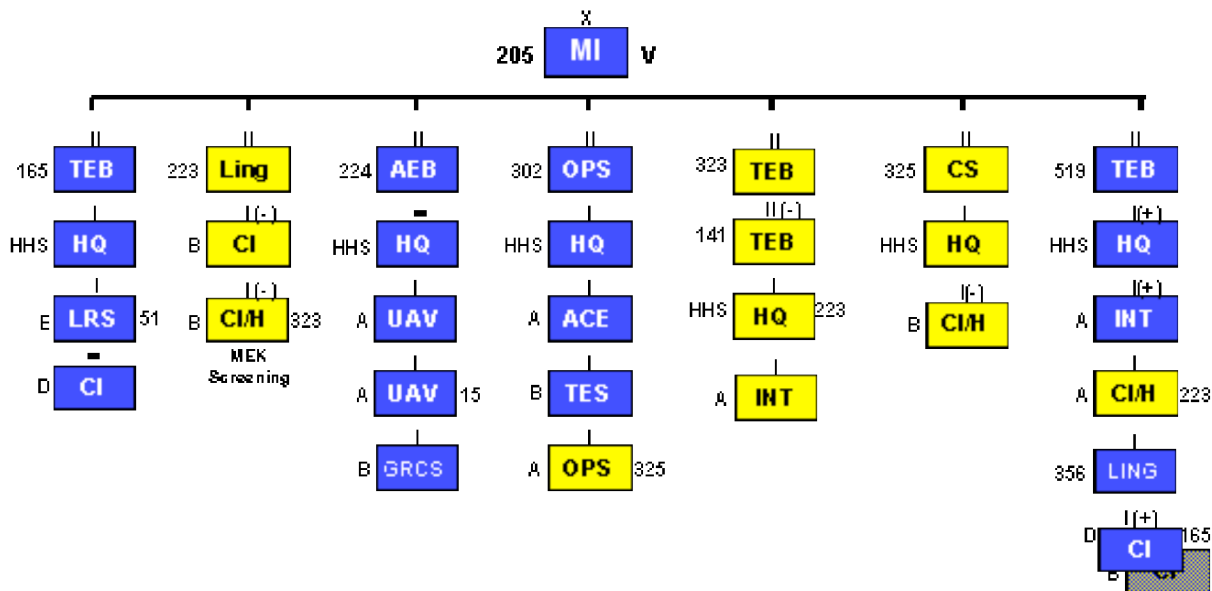 X
205 MI V
II II II II II II II
165 TEB
223 Ling
224 AEB
302 OPS
323 TEB
325 CS
519 TEB
I
HHS HQ
I(-)
B CI
HHS HQ
I
HHS HQ
II(-)
141 TEB
I
HHS HQ
I(+)
HHS HQ
I
E LRS 51
I(-)
B CI/H 323
MEK
Screening
I
A UAV
I
A ACE
I
HHS HQ 223
I(-)
B CI/H
I(+)
A INT
D CI
I
A UAV 15
I
B TES
I
A INT
I
A CI/H 223
I
B GRCS
I
A OPS 325
I
356 LING
I(+)
D CI 165
B